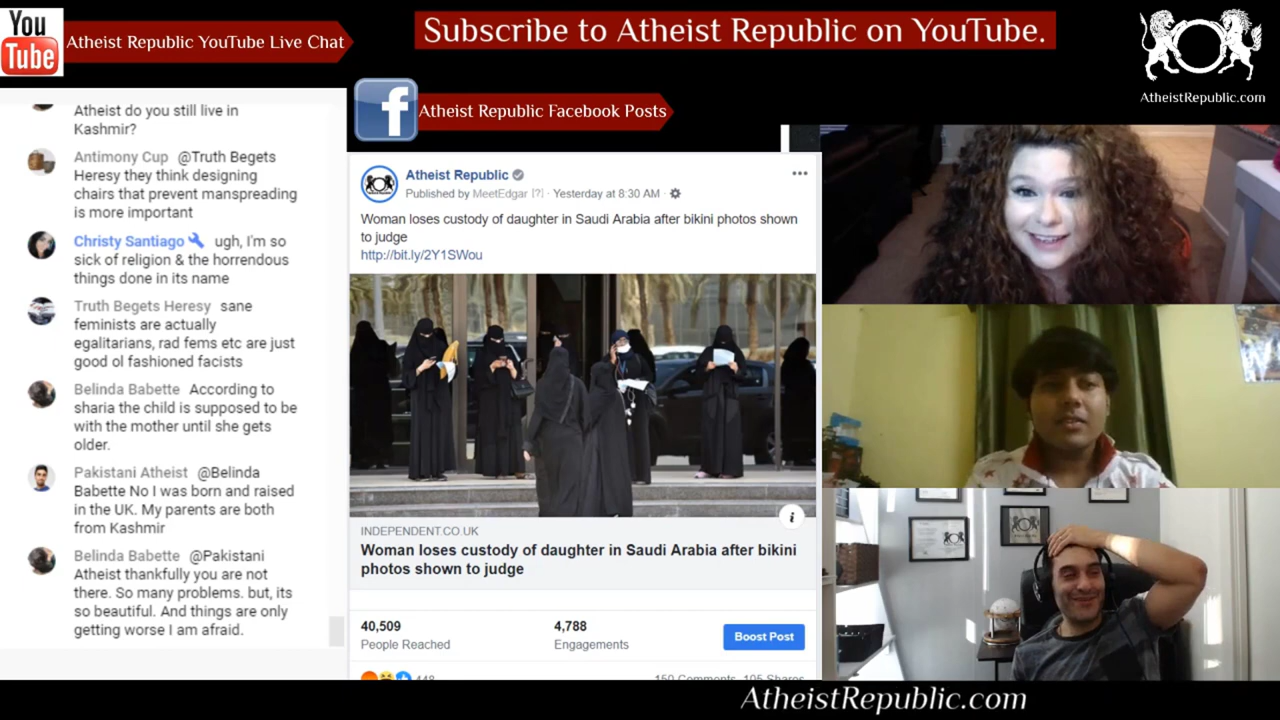 You
Tube
Atheist Republic YouTube Live Chat
Subscribe to Atheist Republic on YouTube.
AtheistRepublic.com
Atheist Republic Facebook Posts
Atheist do you still live in
Kashmir?
Antimony Cup @Truth Begets
Heresy they think designing
chairs that prevent manspreading
is more important
Christy Santiago ugh, I'm so
sick of religion & the horrendous
things done in its name
Truth Begets Heresy sane
feminists are actually
egalitarians, rad fems etc are just
good ol fashioned facists
Belinda Babette According to
sharia the child is supposed to be
with the mother until she gets
older.
Pakistani Atheist @Belinda
Babette No I was born and raised
in the UK. My parents are both
from Kashmir
Belinda Babette @Pakistani
Atheist thankfully you are not
there. So many problems. but, its
so beautiful. And things are only
getting worse I am afraid.
f
Atheist Republic
Published by MeetEdgar [?] · Yesterday at 8:30 AM ·
Woman loses custody of daughter in Saudi Arabia after bikini photos shown
to judge
http://bit.ly/2Y1SWou
i
INDEPENDENT.CO.UK
Woman loses custody of daughter in Saudi Arabia after bikini
photos shown to judge
40,509
People Reached
4,788
Engagements
Boost Post
448
150 Comments 105 Shares
AtheistRepublic.com